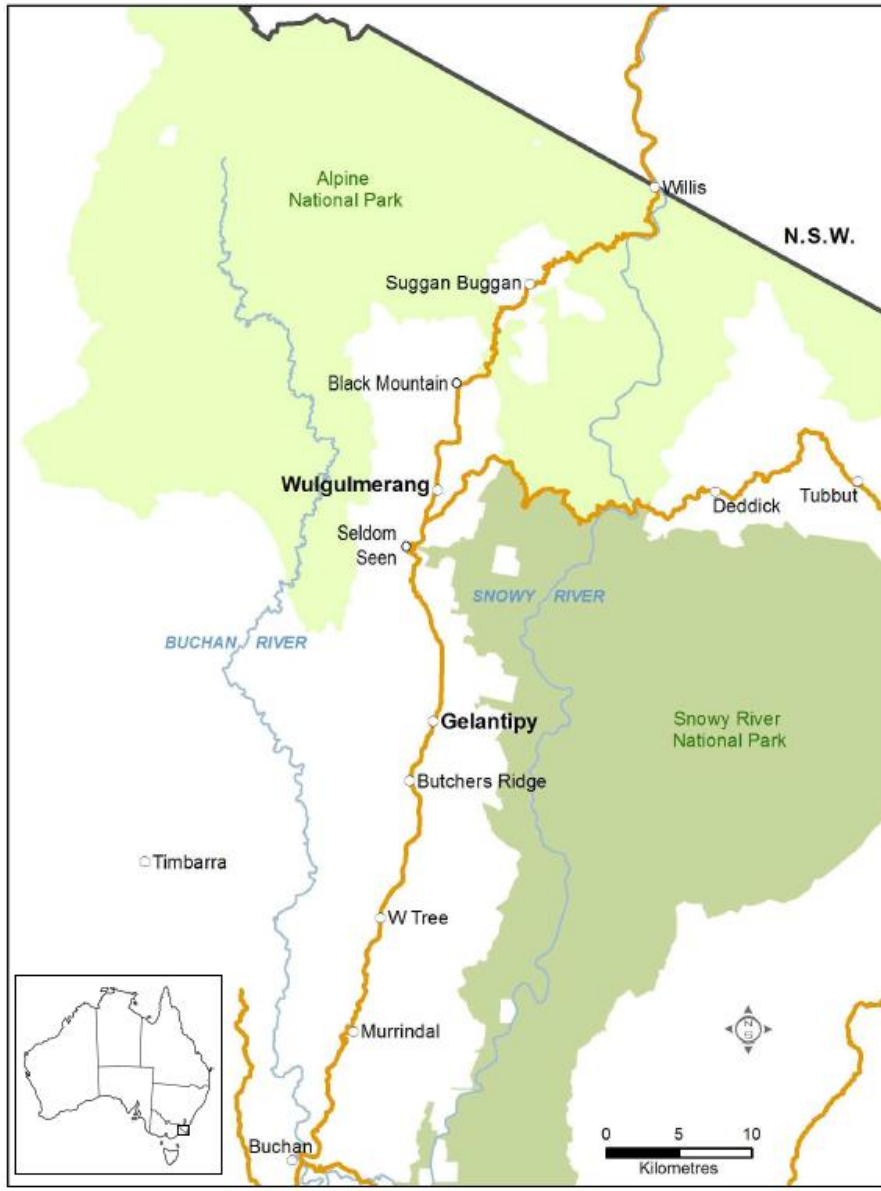 Alpine
National Park
Willis
N.S.W.
Suggan Buggan
Black Mountain
Wulgulmerang
Deddick
Tubbut
Seldom
Seen
SNOWY RIVER
BUCHAN RIVER
Gelantipy
Snowy River
National Park
Butchers Ridge
Timbarra
W Tree
N
S
Murrindal
Buchan
0 5 10
Kilometres